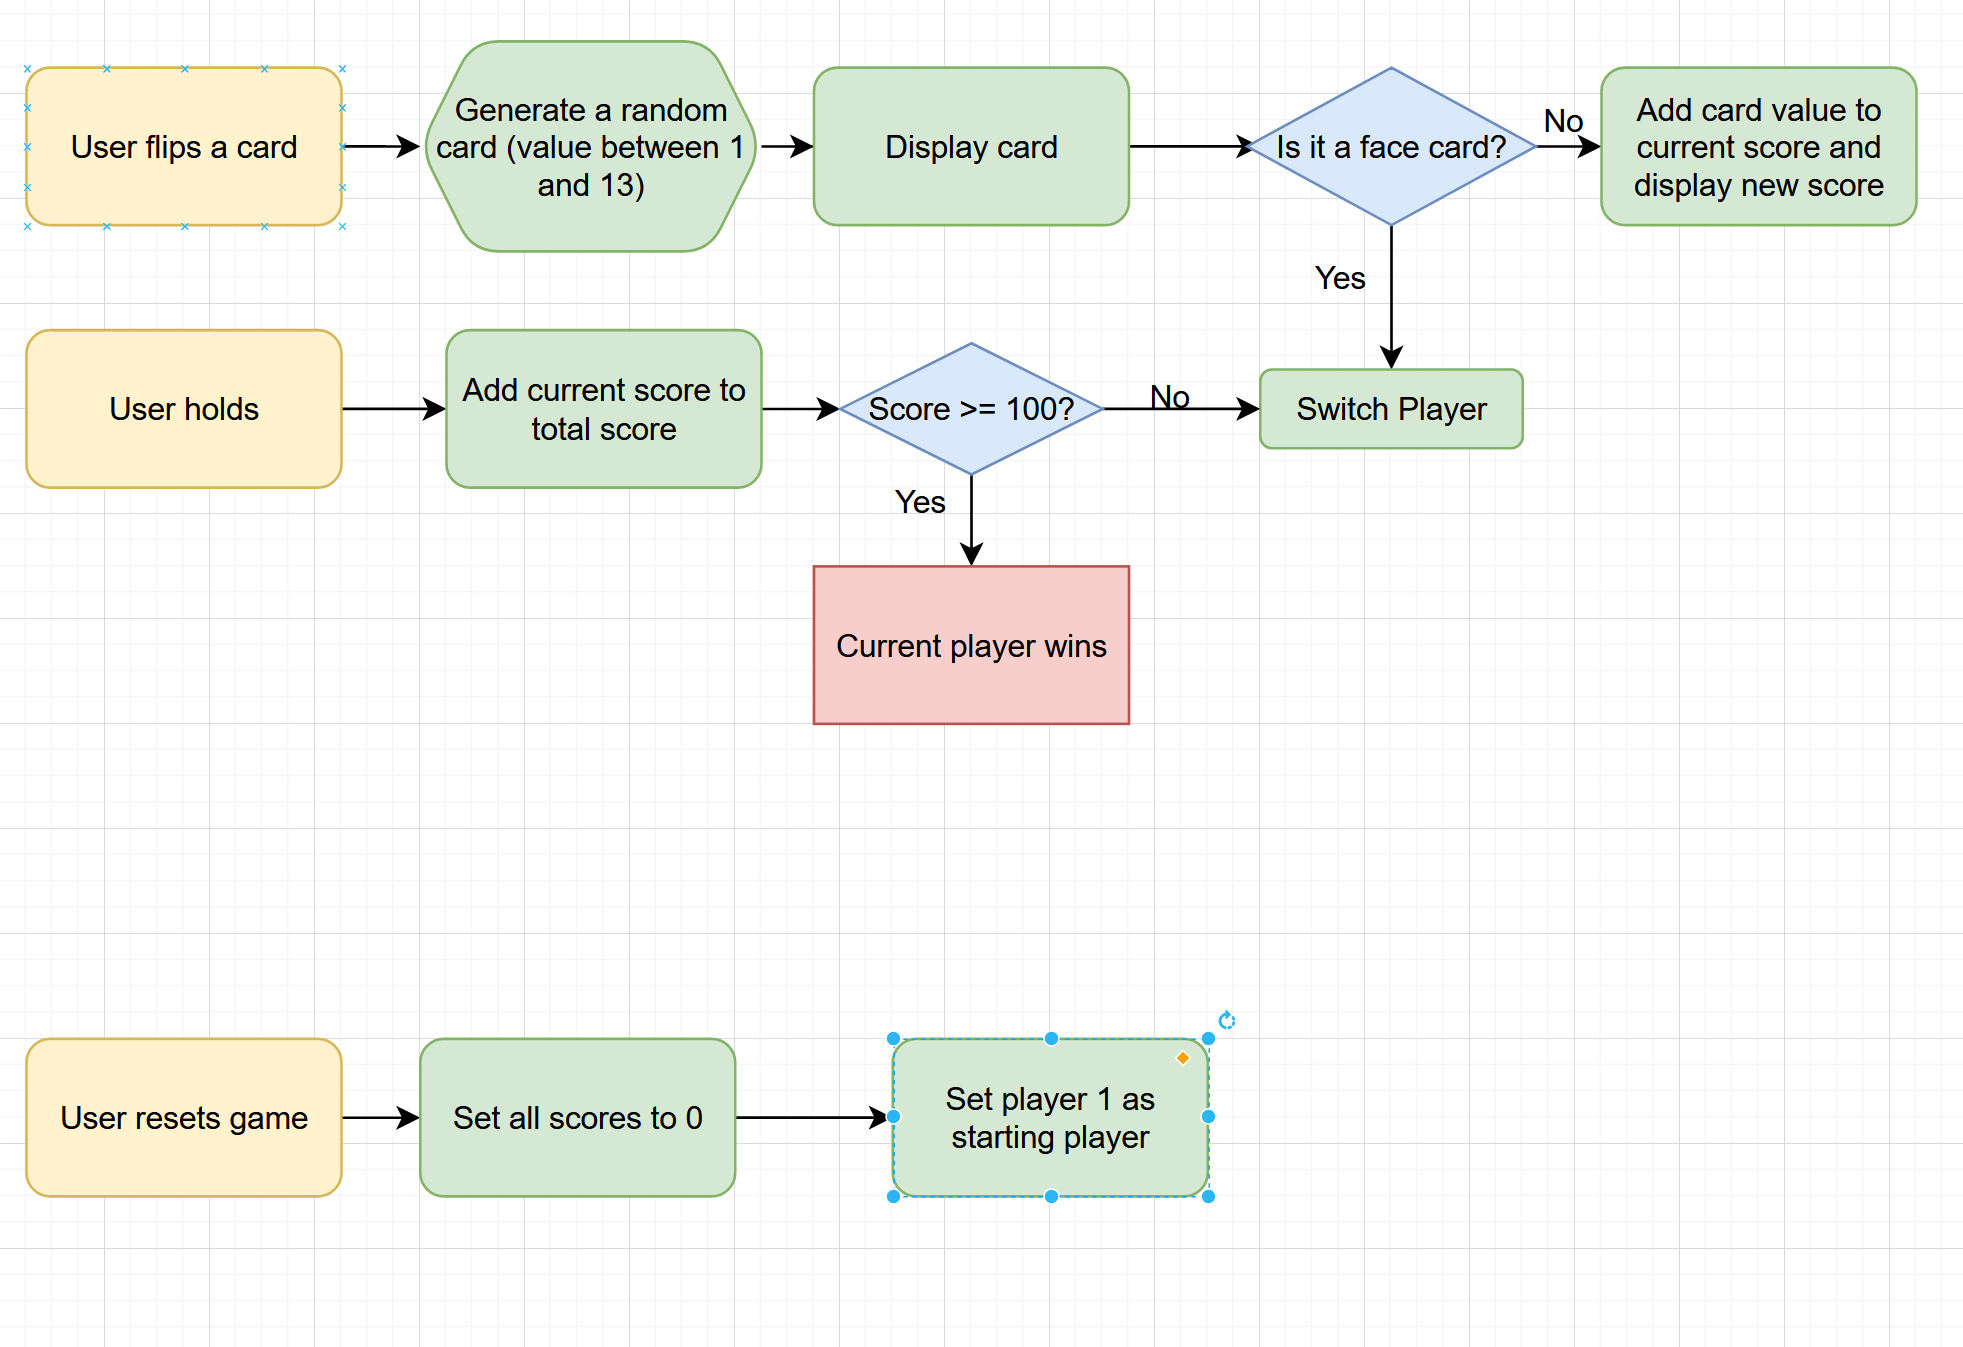 User flips a card
Generate a random
card (value between 1
and 13)
Display card
Is it a face card?
No
Add card value to
current score and
display new score
Yes
User holds
Add current score to
total score
Score >= 100?
No
Switch Player
Yes
Current player wins
User resets game
Set all scores to 0
Set player 1 as
starting player